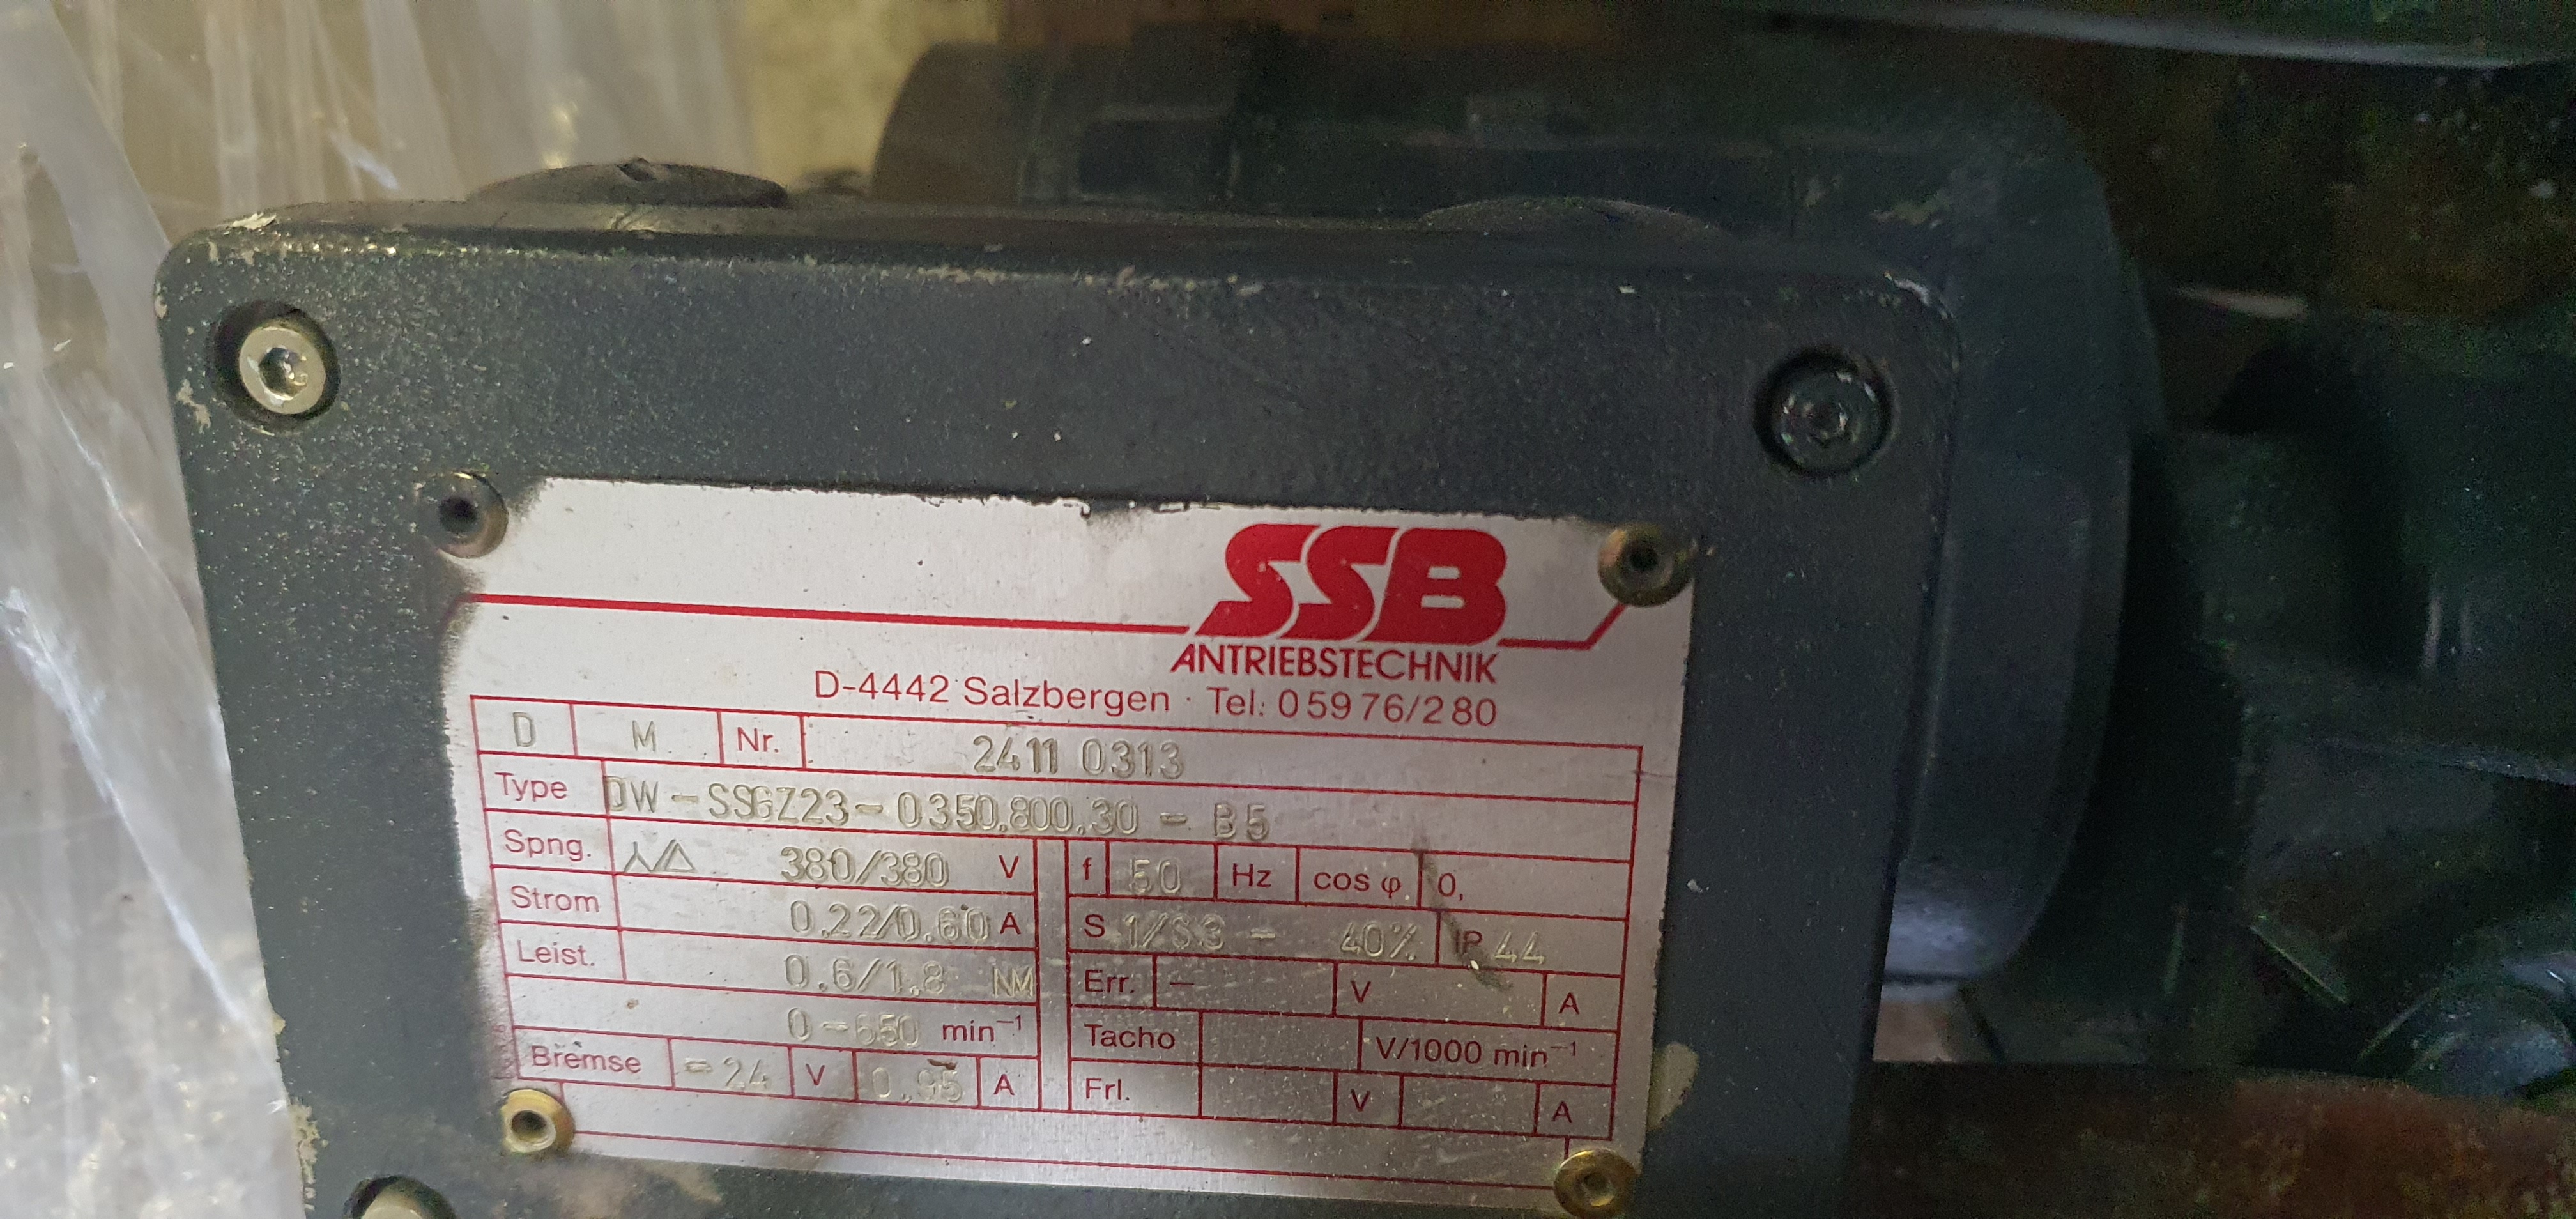 SSB
ANTRIEBSTECHNIK
D-4442 Salzbergen · Tel: 05976/280
D M Nr. 2411 0313
Type DW-SSGZ23-0350.800.30-B5
Spng. 380/380 V f 50 Hz cos φ 0,
Strom 0.22/0.60 A S 1/S3 - 40% IP 44
Leist. 0.6/1.8 NM Err. - V A
0-650 min⁻¹ Tacho V/1000 min⁻¹
Bremse =24 V 0.95 A Frl. V A